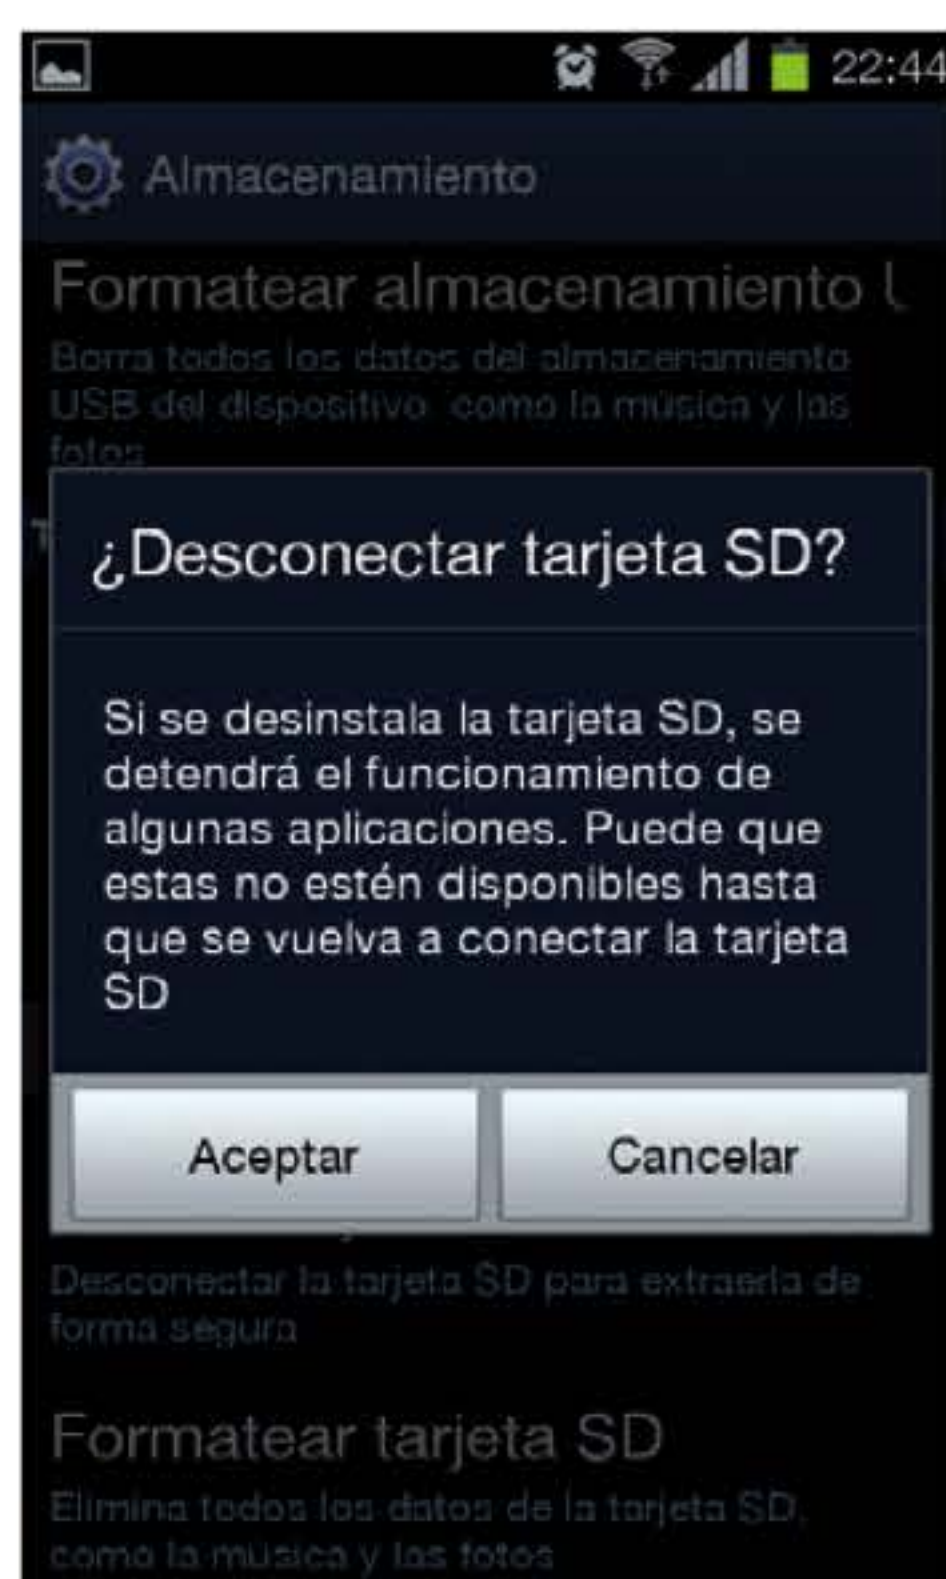 22:44
Almacenamiento
Formatear almacenamiento
Borra todos los datos del almacenamiento
USB del dispositivo como la música y las
fotos
¿Desconectar tarjeta SD?
Si se desinstala la tarjeta SD, se
detendrá el funcionamiento de
algunas aplicaciones. Puede que
estas no estén disponibles hasta
que se vuelva a conectar la tarjeta
SD
Aceptar
Cancelar
Desconectar la tarjeta SD para extraerla de
forma segura
Formatear tarjeta SD
Elimina todos los datos de la tarjeta SD,
como la música y las fotos